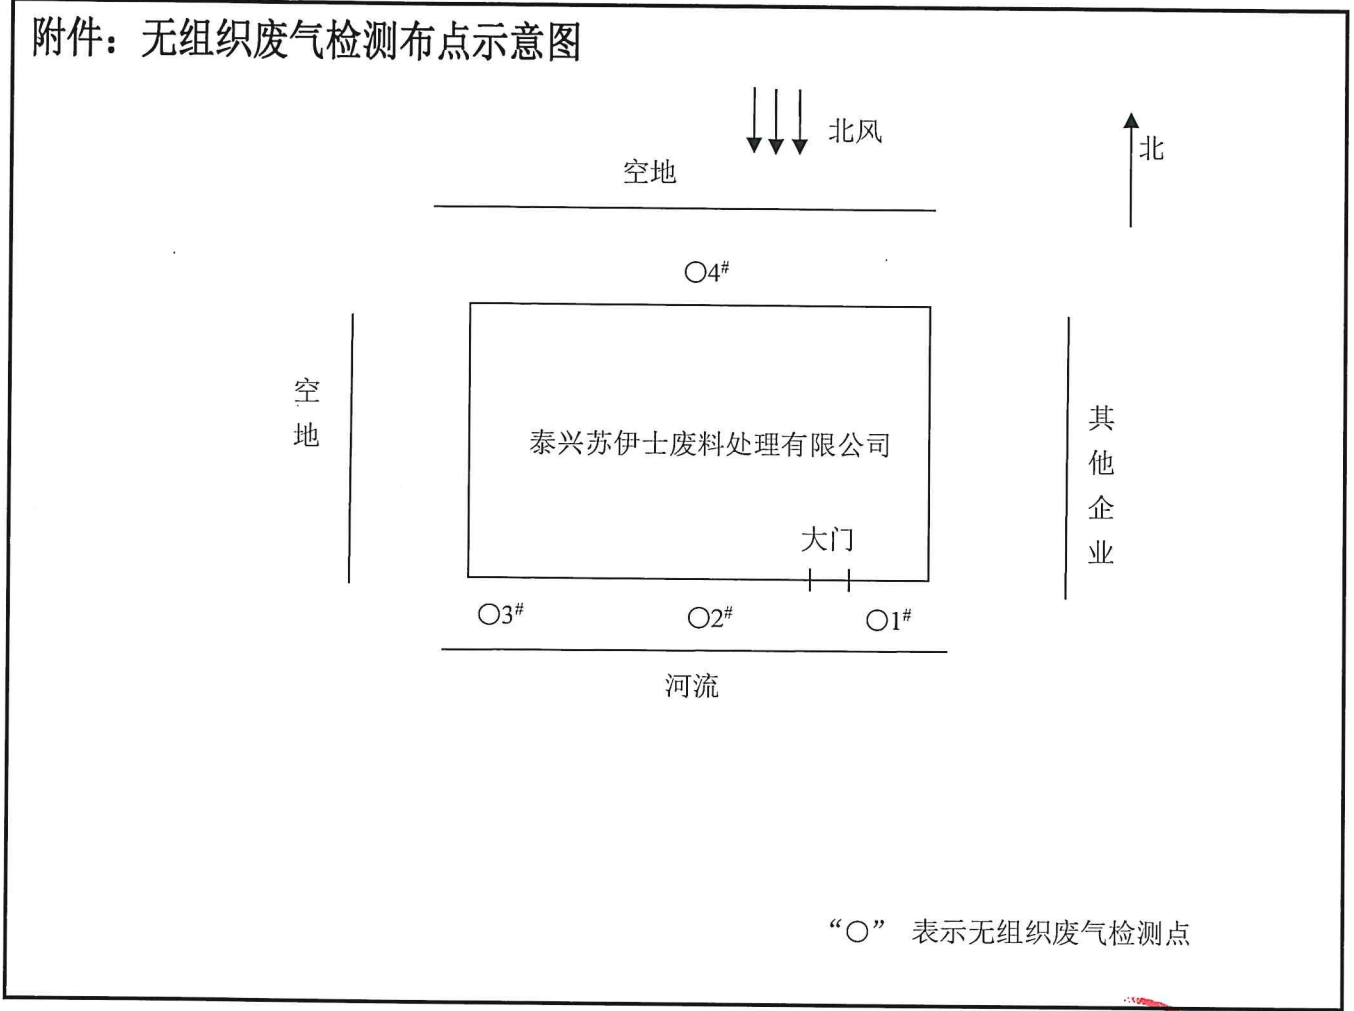 附件：无组织废气检测布点示意图
北风
北
空地
○4#
空地
泰兴苏伊士废料处理有限公司
其他企业
大门
○3#
○2#
○1#
河流
“○” 表示无组织废气检测点